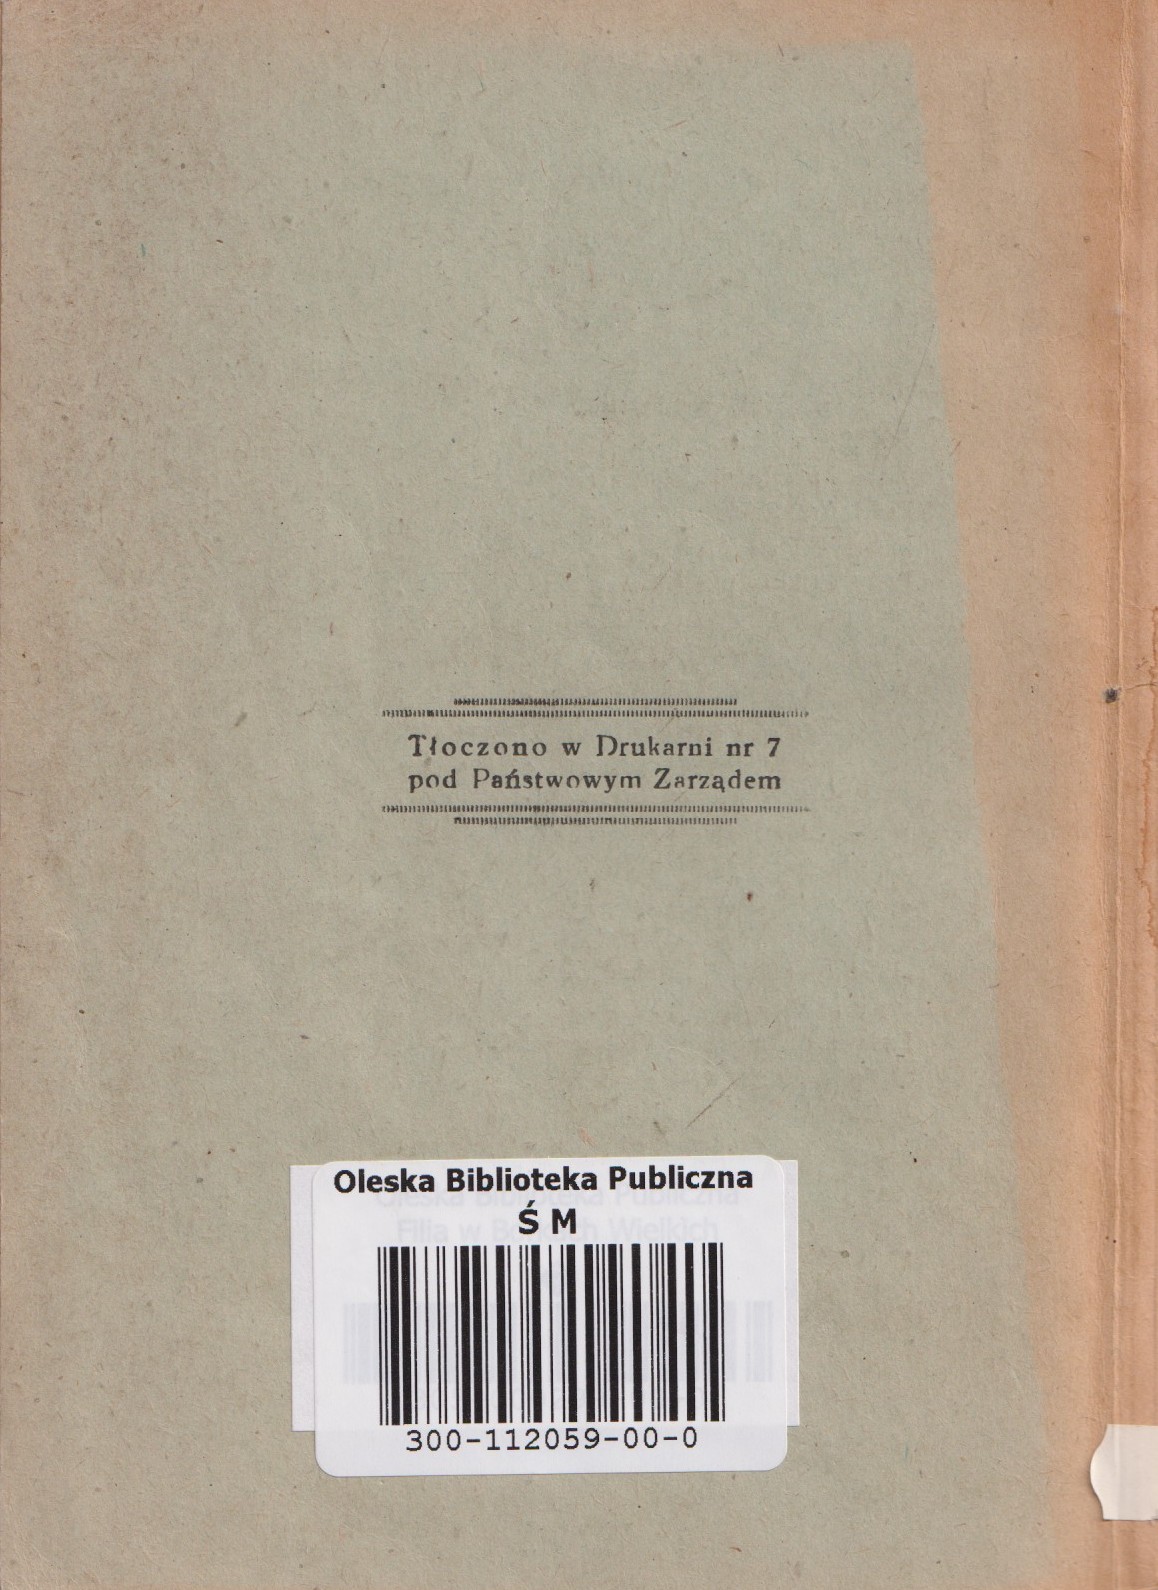 Tłoczono w Drukarni nr 7
pod Państwowym Zarządem
Oleska Biblioteka Publiczna
Ś M
300-112059-00-0